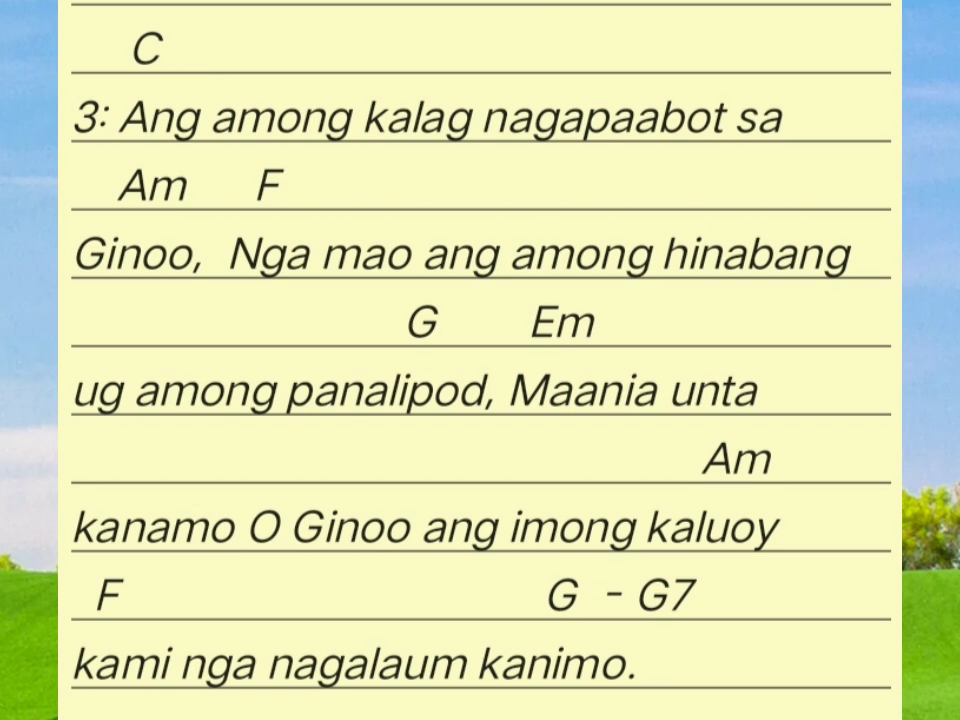 C
3: Ang among kalag nagapaabot sa
Am F
Ginoo, Nga mao ang among hinabang
G Em
ug among panalipod, Maania unta
Am
kanamo O Ginoo ang imong kaluoy
F G - G7
kami nga nagalaum kanimo.